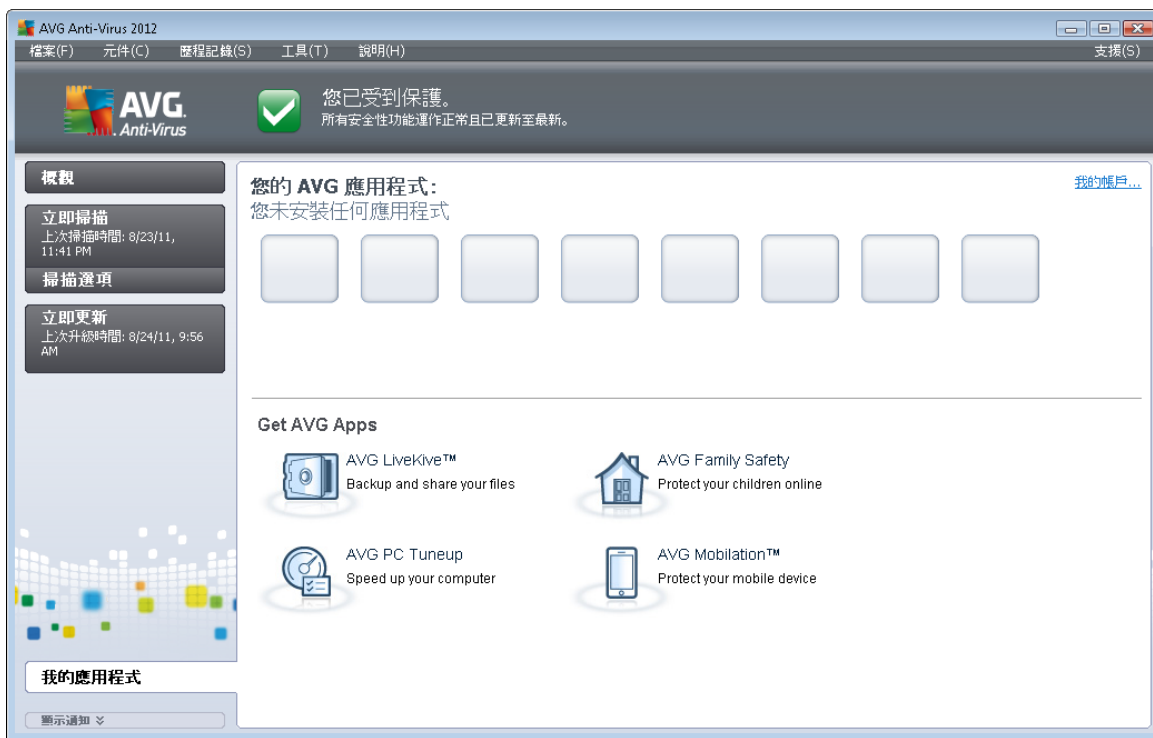 AVG Anti-Virus 2012
檔案(F) 元件(C) 歷程記錄(S) 工具(T) 說明(H) 支援(S)
AVG.
Anti-Virus
您已受到保護。
所有安全性功能運作正常且已更新至最新。
概觀
立即掃描
上次掃描時間: 8/23/11,
11:41 PM
掃描選項
立即更新
上次升級時間: 8/24/11, 9:56
AM
我的應用程式
顯示通知
您的 AVG 應用程式:
我的帳戶...
您未安裝任何應用程式
Get AVG Apps
AVG LiveKive™
Backup and share your files
AVG Family Safety
Protect your children online
AVG PC Tuneup
Speed up your computer
AVG Mobilation™
Protect your mobile device